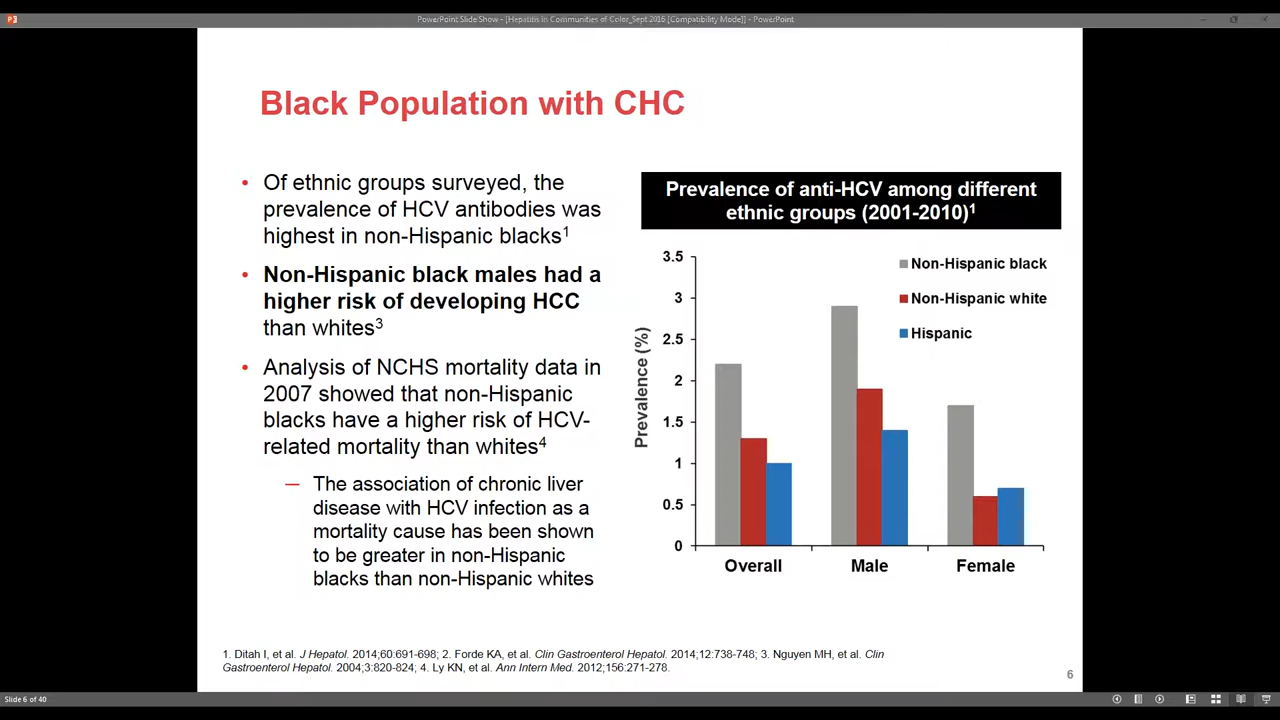 PowerPoint Slide Show - [Hepatitis in Communities of Color_Sept 2016 [Compatibility Mode]] - PowerPoint
Black Population with CHC
• Of ethnic groups surveyed, the
prevalence of HCV antibodies was
highest in non-Hispanic blacks¹
• Non-Hispanic black males had a
higher risk of developing HCC
than whites³
• Analysis of NCHS mortality data in
2007 showed that non-Hispanic
blacks have a higher risk of HCV-
related mortality than whites⁴
— The association of chronic liver
disease with HCV infection as a
mortality cause has been shown
to be greater in non-Hispanic
blacks than non-Hispanic whites
Prevalence of anti-HCV among different
ethnic groups (2001-2010)¹
Prevalence (%)
3.5
3
2.5
2
1.5
1
0.5
0
Non-Hispanic black
Non-Hispanic white
Hispanic
Overall Male Female
1. Ditah I, et al. J Hepatol. 2014;60:691-698; 2. Forde KA, et al. Clin Gastroenterol Hepatol. 2014;12:738-748; 3. Nguyen MH, et al. Clin
Gastroenterol Hepatol. 2004;3:820-824; 4. Ly KN, et al. Ann Intern Med. 2012;156:271-278.
6
Slide 6 of 40